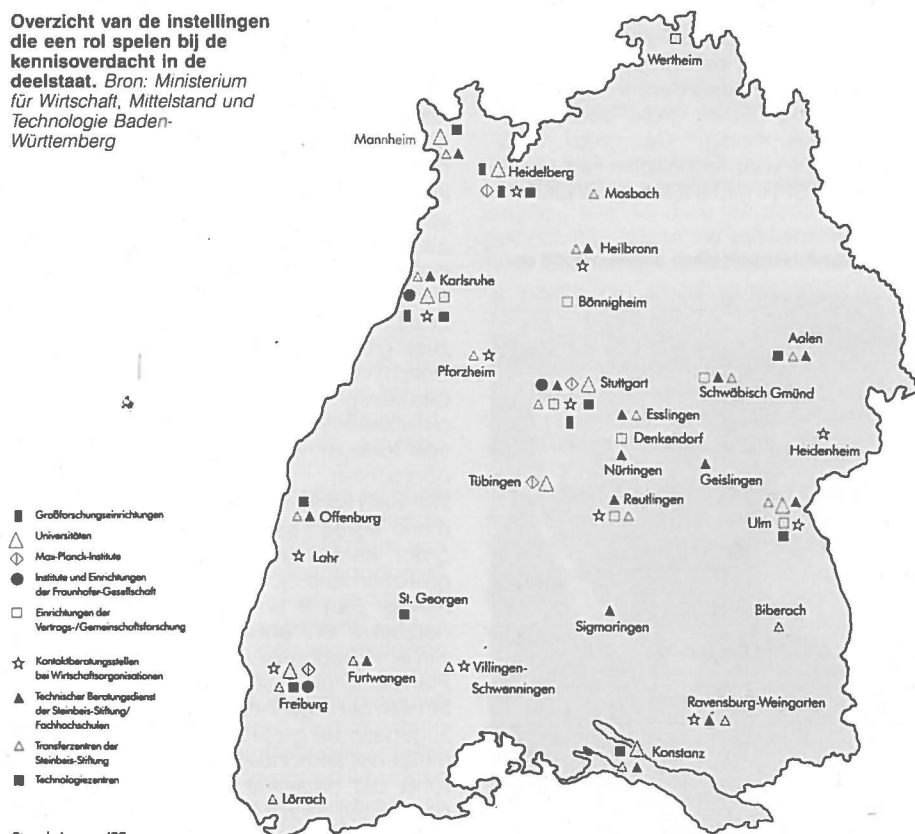 Overzicht van de instellingen
die een rol spelen bij de
kennisoverdacht in de
deelstaat. Bron: Ministerium
für Wirtschaft, Mittelstand und
Technologie Baden-
Württemberg
Wertheim
Mannheim
Heidelberg
Mosbach
Heilbronn
Karlsruhe
Bönnigheim
Aalen
Pforzheim
Stuttgart
Schwäbisch Gmünd
Esslingen
Denkendorf
Heidenheim
Nürtingen
Geislingen
Tübingen
Reutlingen
Offenburg
Ulm
Lahr
St. Georgen
Sigmaringen
Biberach
Furtwangen
Villingen-
Schwenningen
Freiburg
Ravensburg-Weingarten
Konstanz
Lörrach
Großforschungseinrichtungen
Universitäten
Max-Planck-Institute
Institute und Einrichtungen
der Fraunhofer-Gesellschaft
Einrichtungen der
Vertrags-/Gemeinschaftsforschung
Kontaktberatungsstellen
bei Wirtschaftsorganisationen
Technischer Beratungsdienst
der Steinbeis-Stiftung/
Fachhochschulen
Transferzentren der
Steinbeis-Stiftung
Technologiezentren